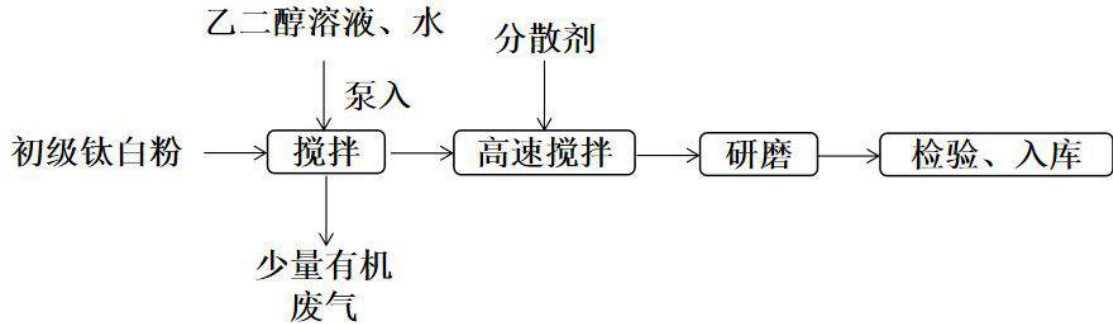 乙二醇溶液、水
分散剂
泵入
初级钛白粉
搅拌
高速搅拌
研磨
检验、入库
少量有机
废气